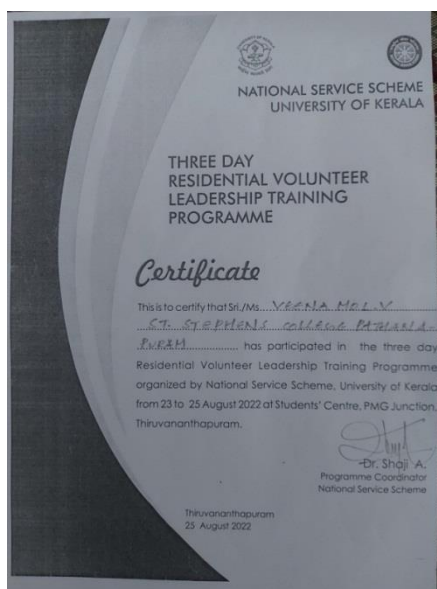 NATIONAL SERVICE SCHEME
UNIVERSITY OF KERALA
THREE DAY
RESIDENTIAL VOLUNTEER
LEADERSHIP TRAINING
PROGRAMME
Certificate
This is to certify that Sri./Ms. VEENA MOL.V
ST. STEPHENS COLLEGE PATHANA-
PURAM has participated in the three day
Residential Volunteer Leadership Training Programme
organized by National Service Scheme, University of Kerala
from 23 to 25 August 2022 at Students' Centre, PMG Junction,
Thiruvananthapuram.
Dr. Shaji A.
Programme Coordinator
National Service Scheme
Thiruvananthapuram
25 August 2022